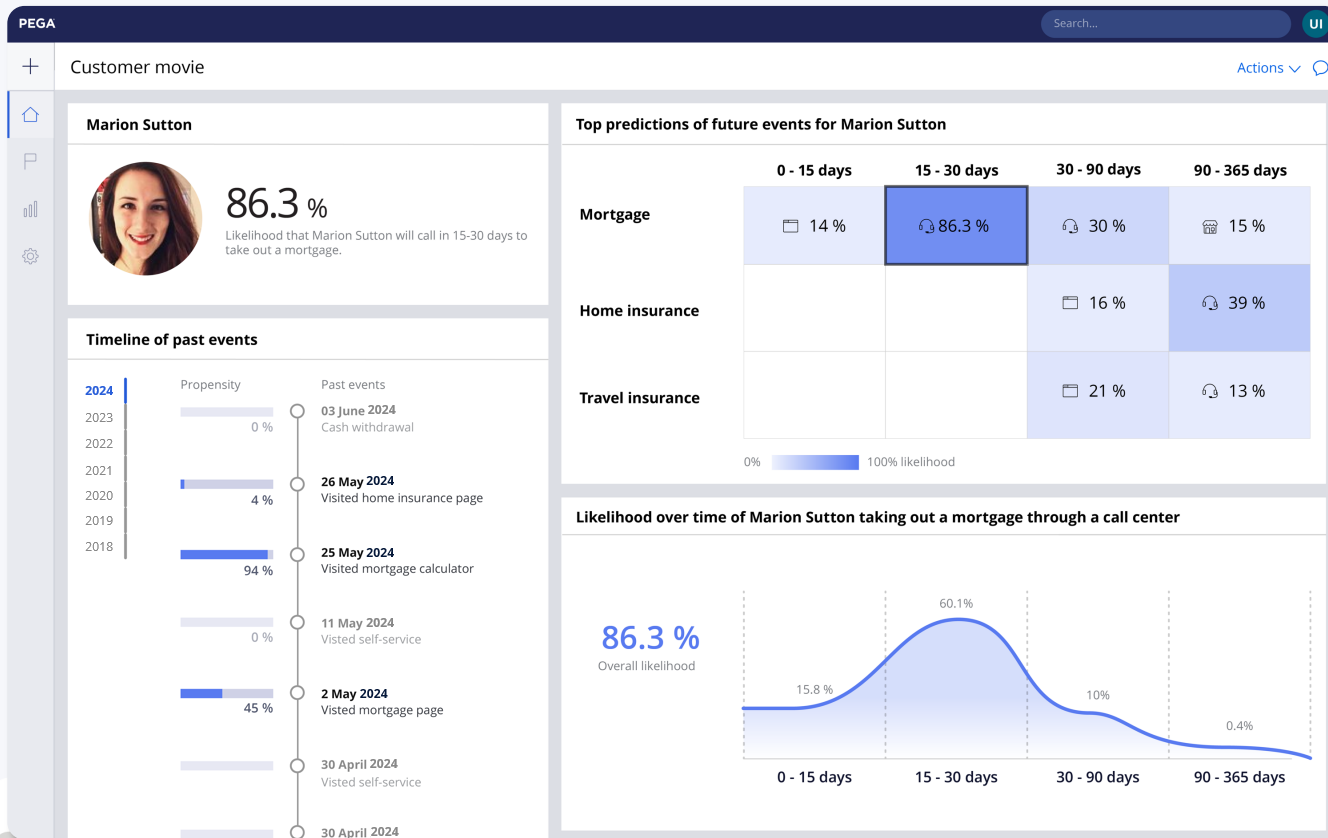 PEGA
Search...
UI
Customer movie
Actions
Marion Sutton
86.3 %
Likelihood that Marion Sutton will call in 15-30 days to
take out a mortgage.
Timeline of past events
2024
2023
2022
2021
2020
2019
2018
Propensity
Past events
0 %
03 June 2024
Cash withdrawal
4 %
26 May 2024
Visited home insurance page
94 %
25 May 2024
Visited mortgage calculator
0 %
11 May 2024
Visted self-service
45 %
2 May 2024
Visted mortgage page
30 April 2024
Visted self-service
30 April 2024
Top predictions of future events for Marion Sutton
0 - 15 days 15 - 30 days 30 - 90 days 90 - 365 days
Mortgage 14 % 86.3 % 30 % 15 %
Home insurance 16 % 39 %
Travel insurance 21 % 13 %
0% 100% likelihood
Likelihood over time of Marion Sutton taking out a mortgage through a call center
86.3 %
Overall likelihood
15.8 %
60.1%
10%
0.4%
0 - 15 days 15 - 30 days 30 - 90 days 90 - 365 days